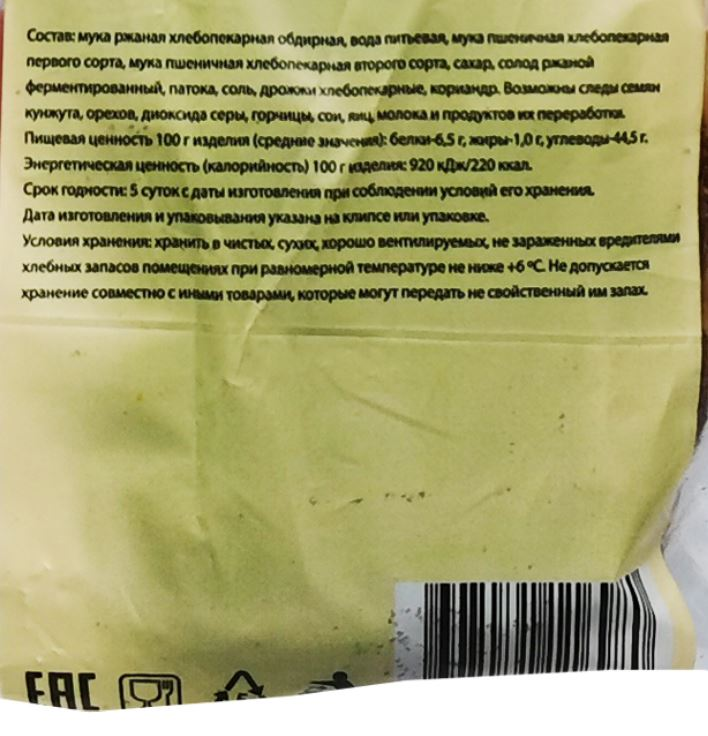 Состав: мука ржаная хлебопекарная обдирная, вода питьевая, мука пшеничная хлебопекарная
первого сорта, мука пшеничная хлебопекарная второго сорта, сахар, солод ржаной
ферментированный, патока, соль, дрожжи хлебопекарные, кориандр. Возможны следы семян
кунжута, орехов, диоксида серы, горчицы, сои, яиц, молока и продуктов их переработки.
Пищевая ценность 100 г изделия (средние значения): белки-6,5 г, жиры-1,0 г, углеводы-44,5 г.
Энергетическая ценность (калорийность) 100 г изделия: 920 кДж/220 ккал.
Срок годности: 5 суток с даты изготовления при соблюдении условий его хранения.
Дата изготовления и упаковывания указана на клипсе или упаковке.
Условия хранения: хранить в чистых, сухих, хорошо вентилируемых, не зараженных вредителями
хлебных запасов помещениях при равномерной температуре не ниже +6 °С. Не допускается
хранение совместно с иными товарами, которые могут передать не свойственный им запах.
EAC